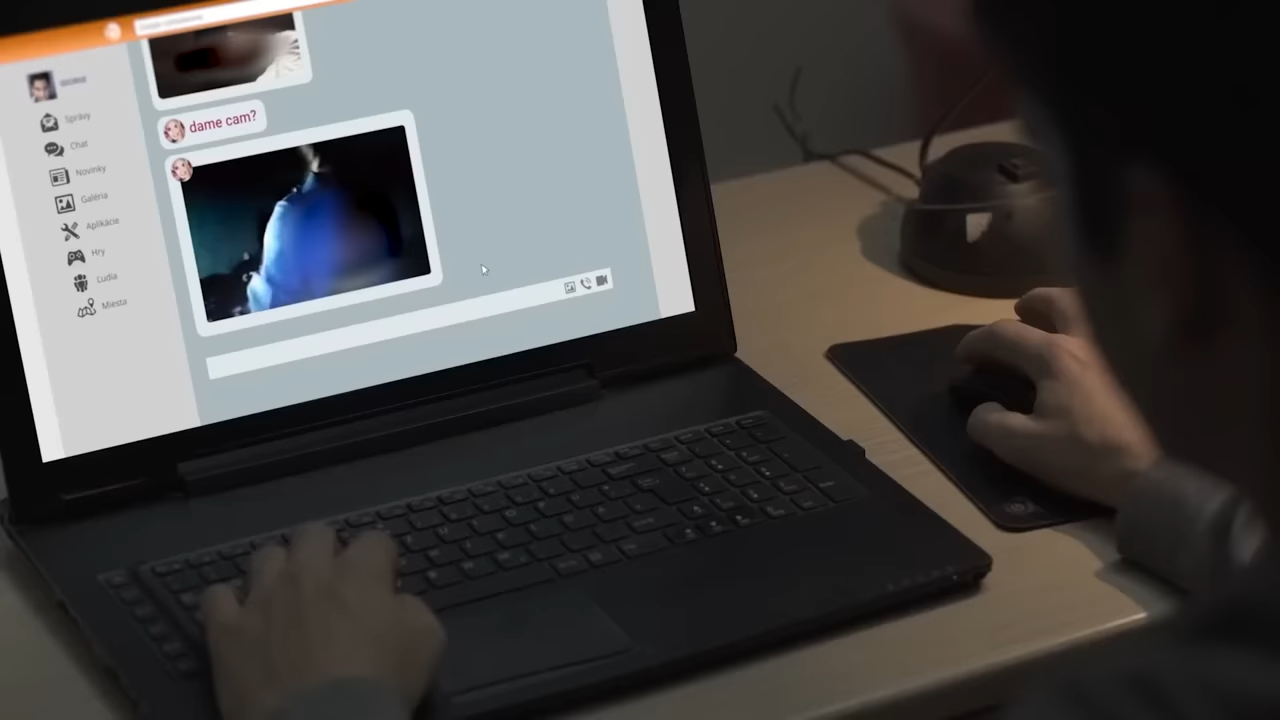 Správy
Chat
Novinky
Galéria
Aplikácie
Hry
Ľudia
Miesta
dame cam?